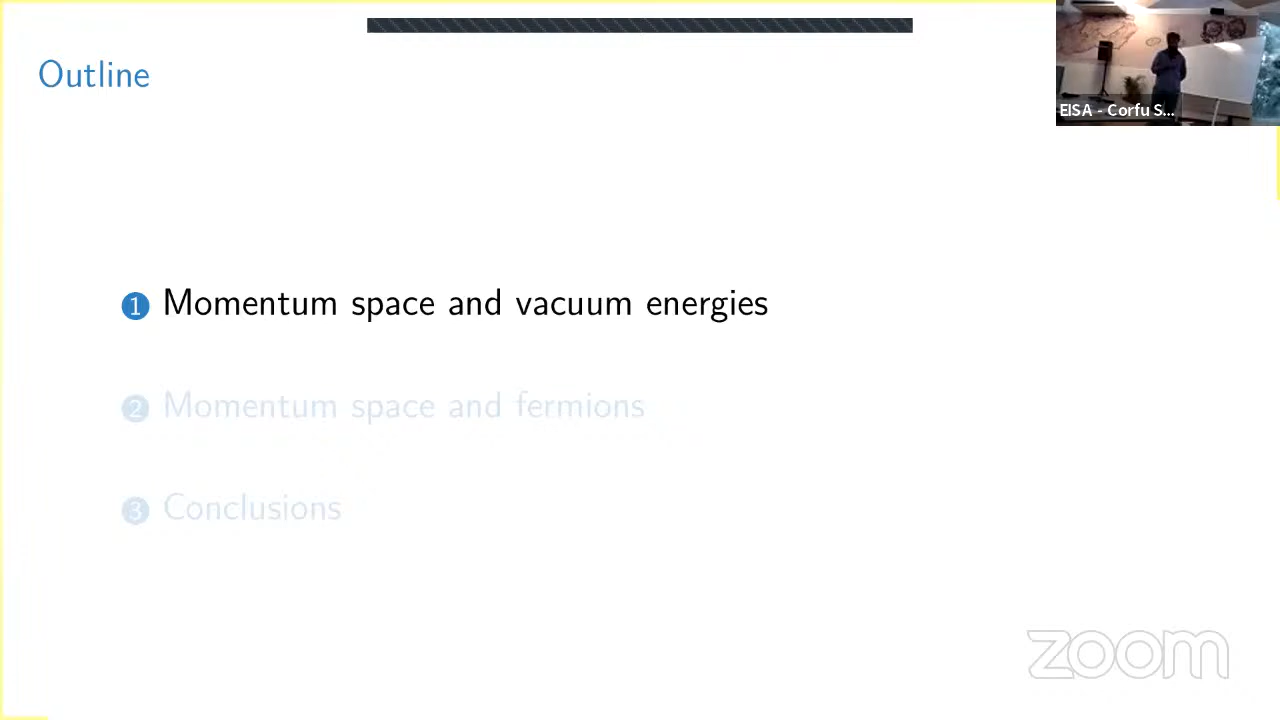 Outline
EISA - Corfu S...
1 Momentum space and vacuum energies
2 Momentum space and fermions
3 Conclusions
zoom